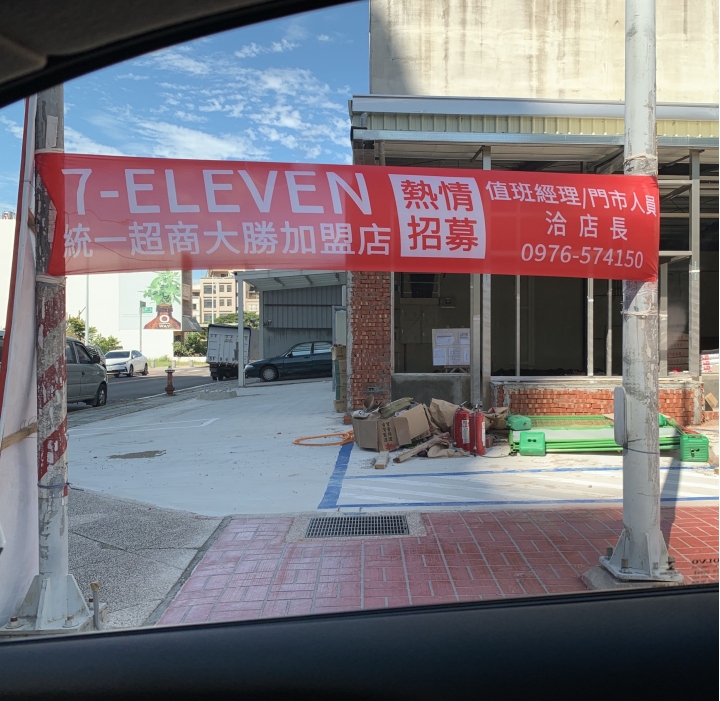 7-ELEVEN
統一超商大勝加盟店
熱情
招募
值班經理/門市人員
洽店長
0976-574150